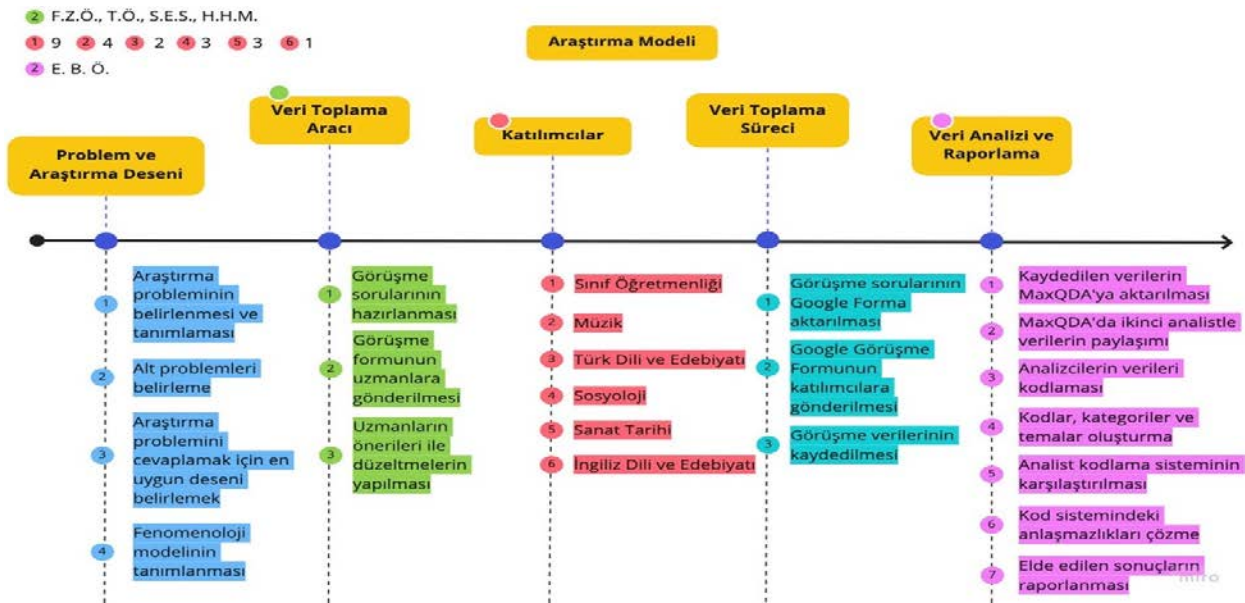 2 F.Z.Ö., T.Ö., S.E.S., H.H.M.
1 9 2 4 3 2 4 3 5 3 6 1
2 E. B. Ö.
Araştırma Modeli
Problem ve
Araştırma Deseni
Veri Toplama
Aracı
Katılımcılar
Veri Toplama
Süreci
Veri Analizi ve
Raporlama
1 Araştırma
probleminin
belirlenmesi ve
tanımlaması
2 Alt problemleri
belirleme
3 Araştırma
problemini
cevaplamak için en
uygun deseni
belirlemek
4 Fenomenoloji
modelinin
tanımlanması
1 Görüşme
sorularının
hazırlanması
2 Görüşme
formunun
uzmanlara
gönderilmesi
3 Uzmanların
önerileri ile
düzeltmelerin
yapılması
1 Sınıf Öğretmenliği
2 Müzik
3 Türk Dili ve Edebiyatı
4 Sosyoloji
5 Sanat Tarihi
6 İngiliz Dili ve Edebiyatı
1 Görüşme sorularının
Google Forma
aktarılması
2 Google Görüşme
Formunun
katılımcılara
gönderilmesi
3 Görüşme verilerinin
kaydedilmesi
1 Kaydedilen verilerin
MaxQDA'ya aktarılması
2 MaxQDA'da ikinci analistle
verilerin paylaşımı
3 Analizcilerin verileri
kodlaması
4 Kodlar, kategoriler ve
temalar oluşturma
5 Analist kodlama sisteminin
karşılaştırılması
6 Kod sistemindeki
anlaşmazlıkları çözme
7 Elde edilen sonuçların
raporlanması
miro